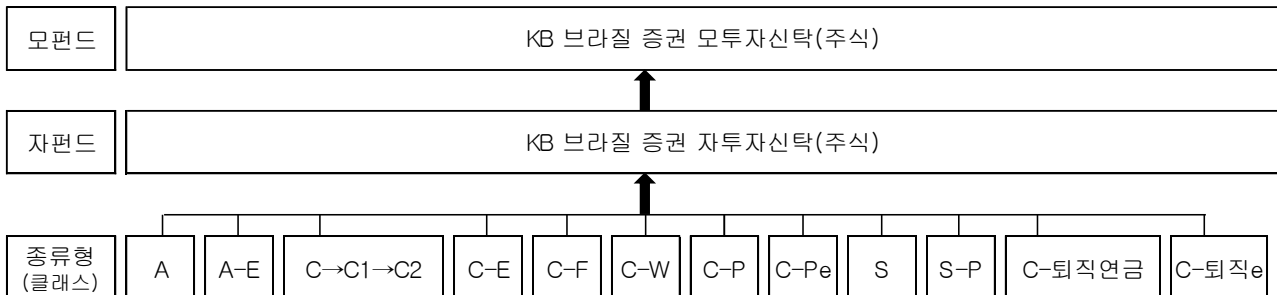 모펀드
KB 브라질 증권 모투자신탁(주식)
자펀드
KB 브라질 증권 자투자신탁(주식)
종류형
(클래스)
A
A-E
C→C1→C2
C-E
C-F
C-W
C-P
C-Pe
S
S-P
C-퇴직연금
C-퇴직e